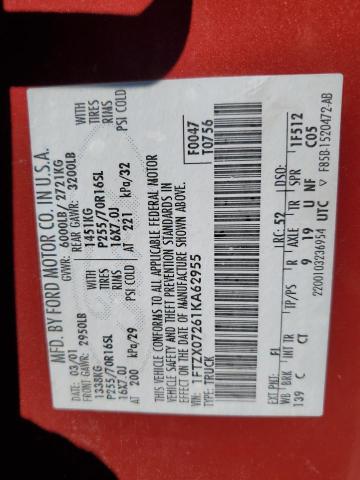 MFD. BY FORD MOTOR CO. IN U.S.A.
DATE: 03/01 GVWR: 6000LB/ 2721KG
FRONT GAWR: 2950LB REAR GAWR: 3200LB
1338KG WITH 1451KG WITH
P255/70R16SL TIRES P255/70R16SL TIRES
16X7.0J RIMS 16X7.0J RIMS
AT 200 kPa/29 PSI COLD AT 221 kPa/32 PSI COLD
THIS VEHICLE CONFORMS TO ALL APPLICABLE FEDERAL MOTOR
VEHICLE SAFETY AND THEFT PREVENTION STANDARDS IN
EFFECT ON THE DATE OF MANUFACTURE SHOWN ABOVE.
VIN: 1FTZX07261KA62955
TYPE: TRUCK
F0047
T0756
EXT PNT: FI RC: 52 DSO:
WB BRK INT TR TP/PS R AXLE TR SPR 1F512
139 C CT 9 19 U NF C05
2200103236954 UTC
F85B-1520472-AB